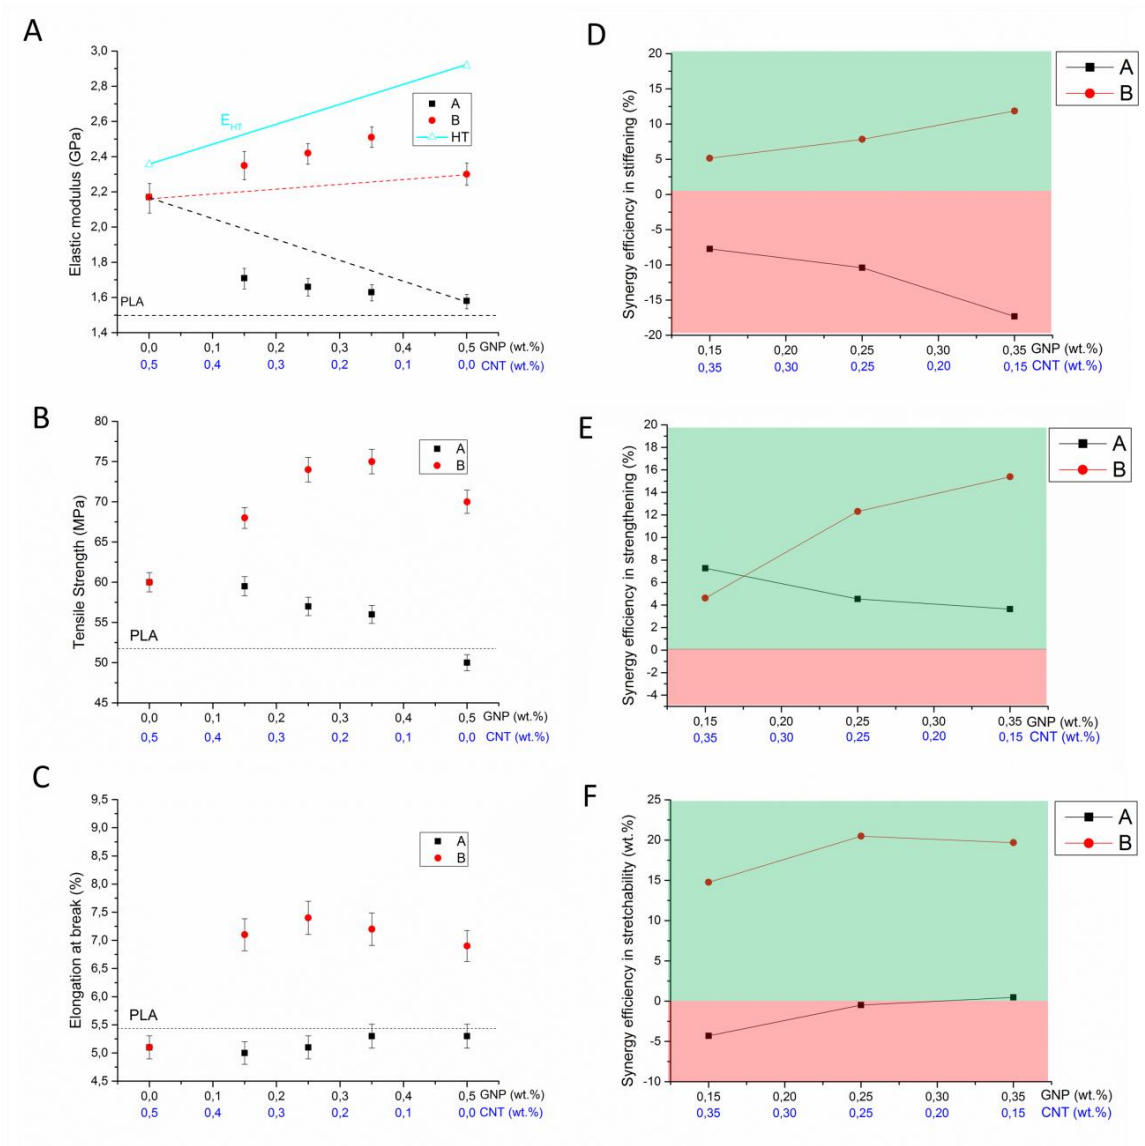 A
Elastic modulus (GPa)
3,0
2,8
2,6
2,4
2,2
2,0
1,8
1,6
1,4
E_HT
A
B
HT
PLA
0,0 0,1 0,2 0,3 0,4 0,5 GNP (wt.%)
0,5 0,4 0,3 0,2 0,1 0,0 CNT (wt.%)
D
Synergy efficiency in stiffening (%)
20
15
10
5
0
-5
-10
-15
-20
A
B
0,15 0,20 0,25 0,30 0,35 GNP (wt.%)
0,35 0,30 0,25 0,20 0,15 CNT (wt.%)
B
Tensile Strength (MPa)
80
75
70
65
60
55
50
45
A
B
PLA
0,0 0,1 0,2 0,3 0,4 0,5 GNP (wt.%)
0,5 0,4 0,3 0,2 0,1 0,0 CNT (wt.%)
E
Synergy efficiency in strengthening (%)
20
18
16
14
12
10
8
6
4
2
0
-2
-4
A
B
0,15 0,20 0,25 0,30 0,35 GNP (wt.%)
0,35 0,30 0,25 0,20 0,15 CNT (wt.%)
C
Elongation at break (%)
9,5
9,0
8,5
8,0
7,5
7,0
6,5
6,0
5,5
5,0
4,5
A
B
PLA
0,0 0,1 0,2 0,3 0,4 0,5 GNP (wt.%)
0,5 0,4 0,3 0,2 0,1 0,0 CNT (wt.%)
F
Synergy efficiency in stretchability (wt.%)
25
20
15
10
5
0
-5
-10
A
B
0,15 0,20 0,25 0,30 0,35 GNP (wt.%)
0,35 0,30 0,25 0,20 0,15 CNT (wt.%)